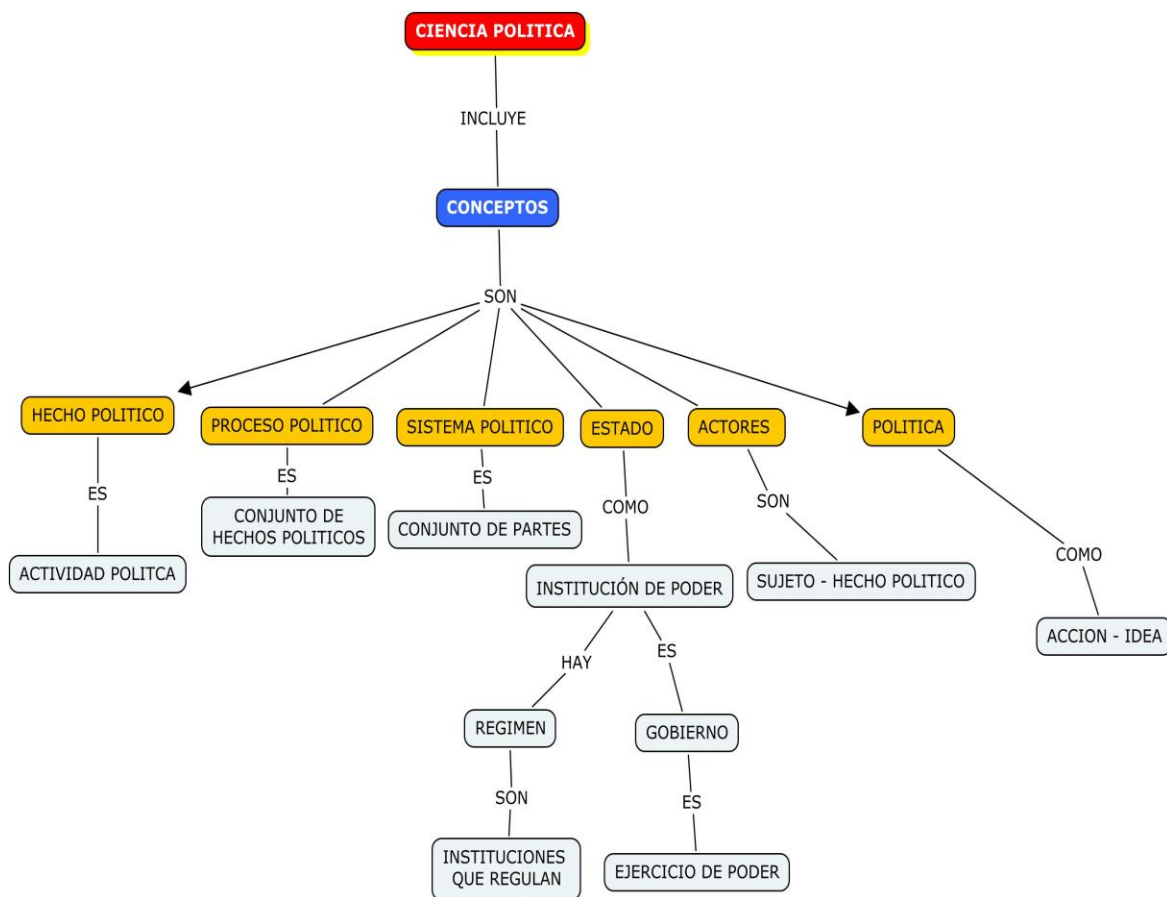 CIENCIA POLITICA
INCLUYE
CONCEPTOS
SON
HECHO POLITICO
PROCESO POLITICO
SISTEMA POLITICO
ESTADO
ACTORES
POLITICA
ES
ES
ES
COMO
SON
COMO
ACTIVIDAD POLITCA
CONJUNTO DE
HECHOS POLITICOS
CONJUNTO DE PARTES
INSTITUCIÓN DE PODER
SUJETO - HECHO POLITICO
ACCION - IDEA
HAY
ES
REGIMEN
GOBIERNO
SON
ES
INSTITUCIONES
QUE REGULAN
EJERCICIO DE PODER